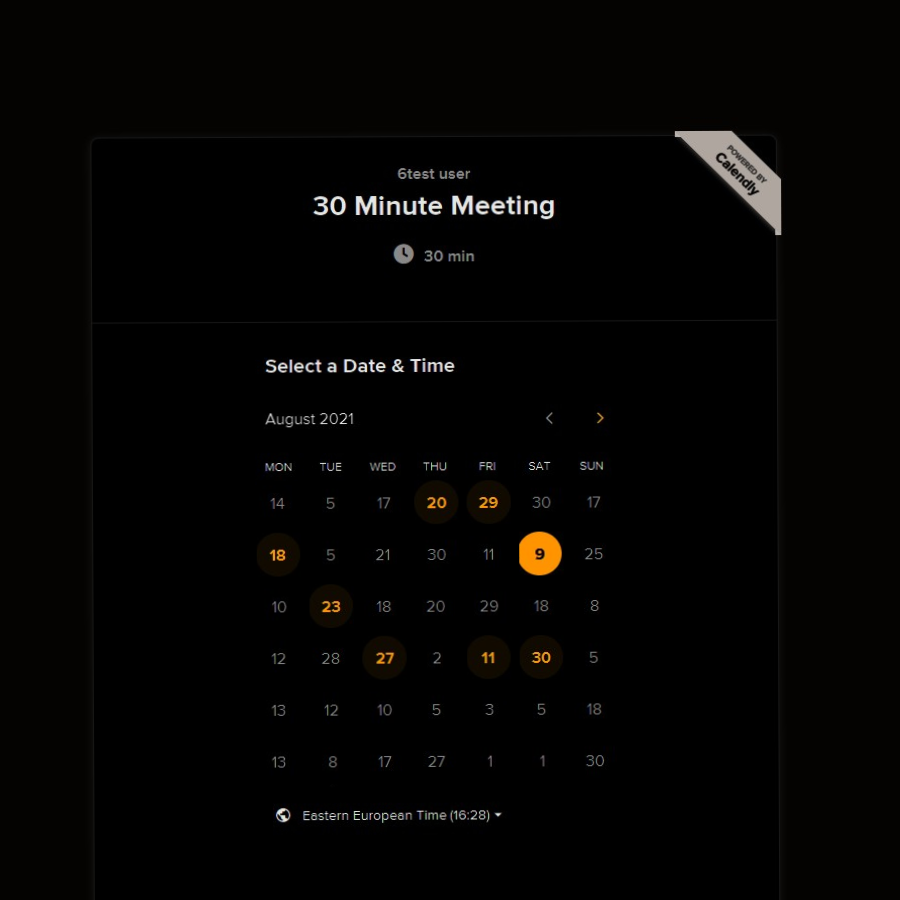 POWERED BY
Calendly
6test user
30 Minute Meeting
30 min
Select a Date & Time
August 2021
MON TUE WED THU FRI SAT SUN
14 5 17 20 29 30 17
18 5 21 30 11 9 25
10 23 18 20 29 18 8
12 28 27 2 11 30 5
13 12 10 5 3 5 18
13 8 17 27 1 1 30
Eastern European Time (16:28)